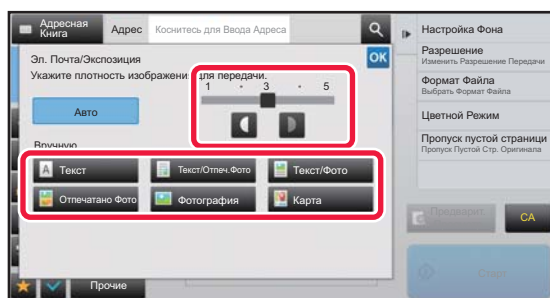 Адресная
Книга
Адрес
Коснитесь для Ввода Адреса
Эл. Почта/Экспозиция
OK
Укажите плотность изображения для передачи.
1 • 3 • 5
Авто
Вручную
Текст
Текст/Отпеч.Фото
Текст/Фото
Отпечатано Фото
Фотография
Карта
Прочие
Настройка Фона
Разрешение
Изменить Разрешение Передачи
Формат Файла
Выбрать Формат Файла
Цветной Режим
Пропуск пустой страници
Пропуск Пустой Стр. Оригинала
Предварит.
CA
Старт